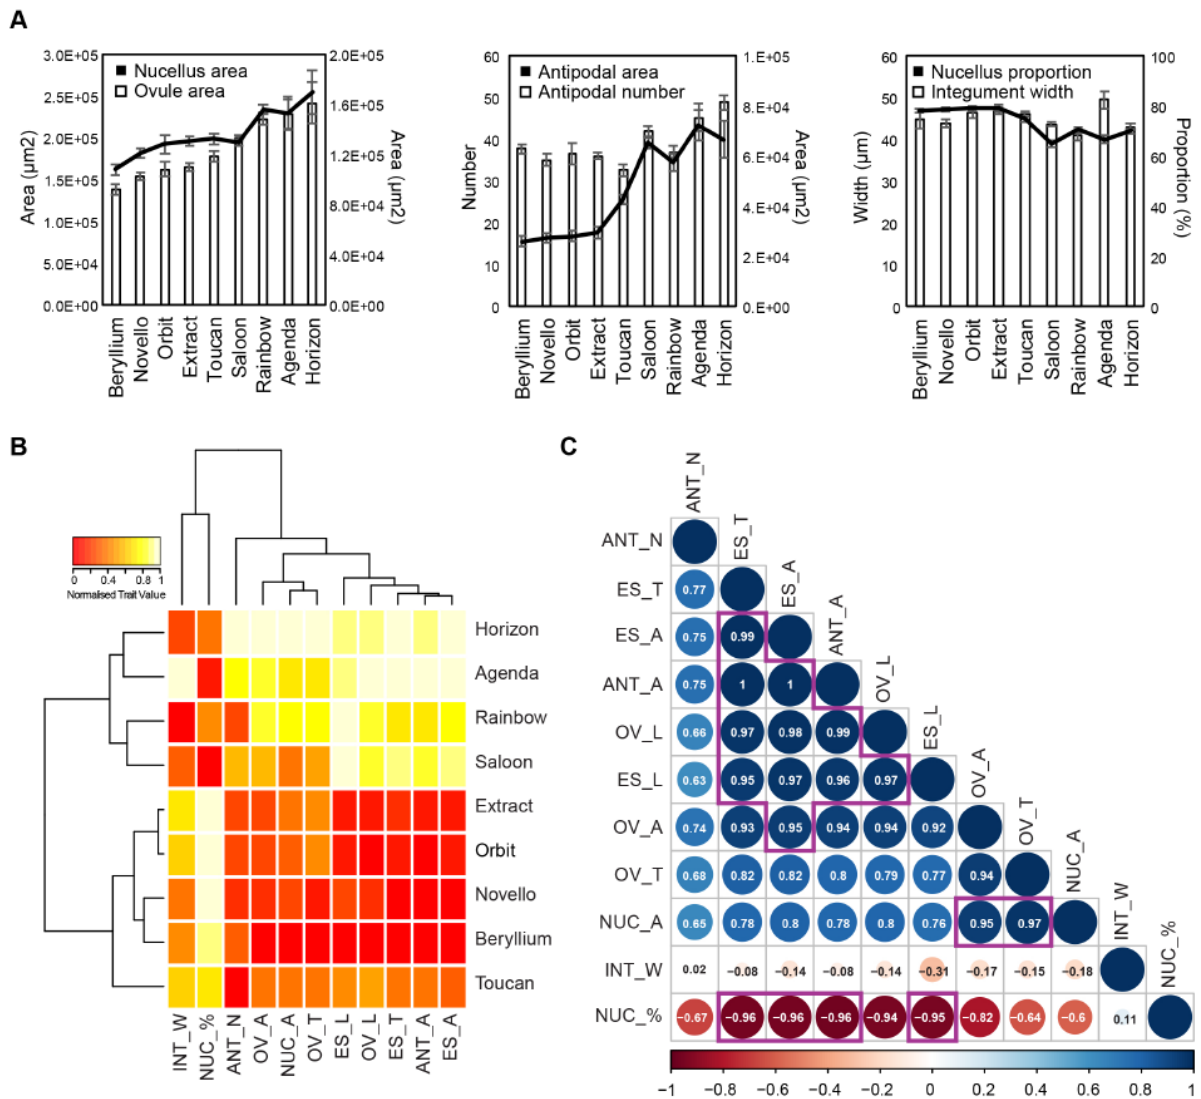 A
3.0E+05
2.5E+05
2.0E+05
1.5E+05
1.0E+05
5.0E+04
0.0E+00
Area (µm2)
Nucellus area
Ovule area
2.0E+05
1.6E+05
1.2E+05
8.0E+04
4.0E+04
0.0E+00
Area (µm2)
Beryllium
Novello
Orbit
Extract
Toucan
Saloon
Rainbow
Agenda
Horizon
60
50
40
30
20
10
0
Number
Antipodal area
Antipodal number
1.E+05
8.E+04
6.E+04
4.E+04
2.E+04
0.E+00
Area (µm2)
Beryllium
Novello
Orbit
Extract
Toucan
Saloon
Rainbow
Agenda
Horizon
60
50
40
30
20
10
0
Width (µm)
Nucellus proportion
Integument width
100
80
60
40
20
0
Proportion (%)
Beryllium
Novello
Orbit
Extract
Toucan
Saloon
Rainbow
Agenda
Horizon
B
0 0.4 0.8 1
Normalised Trait Value
Horizon
Agenda
Rainbow
Saloon
Extract
Orbit
Novello
Beryllium
Toucan
INT_W
NUC_%
ANT_N
OV_A
NUC_A
OV_T
ES_L
OV_L
ES_T
ANT_A
ES_A
C
ANT_N
ES_T
ES_A
ANT_A
OV_L
ES_L
OV_A
OV_T
NUC_A
INT_W
NUC_%
ANT_N
ES_T 0.77
ES_A 0.75 0.99
ANT_A 0.75 1 1
OV_L 0.66 0.97 0.98 0.99
ES_L 0.63 0.95 0.97 0.96 0.97
OV_A 0.74 0.93 0.95 0.94 0.94 0.92
OV_T 0.68 0.82 0.82 0.8 0.79 0.77 0.94
NUC_A 0.65 0.78 0.8 0.78 0.8 0.76 0.95 0.97
INT_W 0.02 −0.08 −0.14 −0.08 −0.14 −0.31 −0.17 −0.15 −0.18
NUC_% −0.67 −0.96 −0.96 −0.96 −0.94 −0.95 −0.82 −0.64 −0.6 0.11
−1 −0.8 −0.6 −0.4 −0.2 0 0.2 0.4 0.6 0.8 1